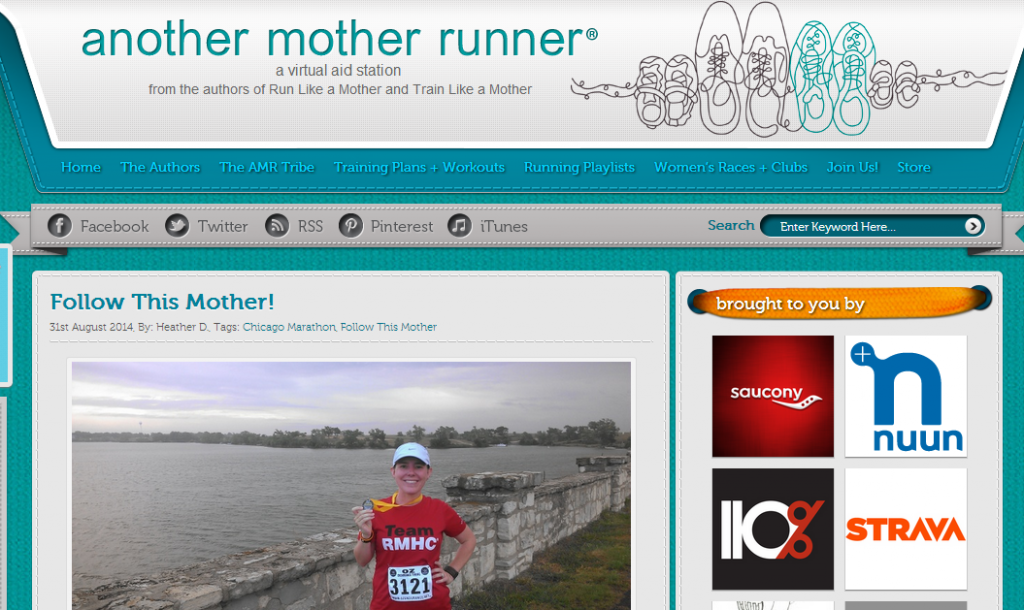 another mother runner®
a virtual aid station
from the authors of Run Like a Mother and Train Like a Mother
Home The Authors The AMR Tribe Training Plans + Workouts Running Playlists Women's Races + Clubs Join Us! Store
Facebook Twitter RSS Pinterest iTunes Search Enter Keyword Here...
Follow This Mother!
31st August 2014, By: Heather D., Tags: Chicago Marathon, Follow This Mother
Team
RMHC
OZ
3121
brought to you by
saucony
n
nuun
110%
STRAVA